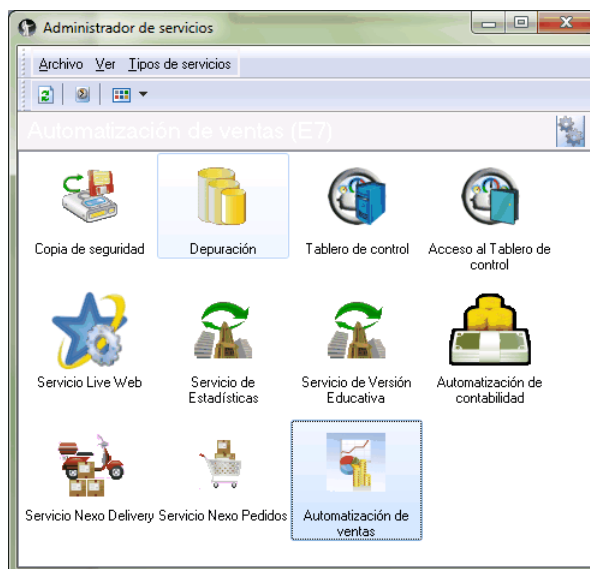 Administrador de servicios
Archivo Ver Tipos de servicios
Automatización de ventas (E7)
Copia de seguridad
Depuración
Tablero de control
Acceso al Tablero de
control
Servicio Live Web
Servicio de
Estadísticas
Servicio de Versión
Educativa
Automatización de
contabilidad
Servicio Nexo Delivery
Servicio Nexo Pedidos
Automatización de
ventas